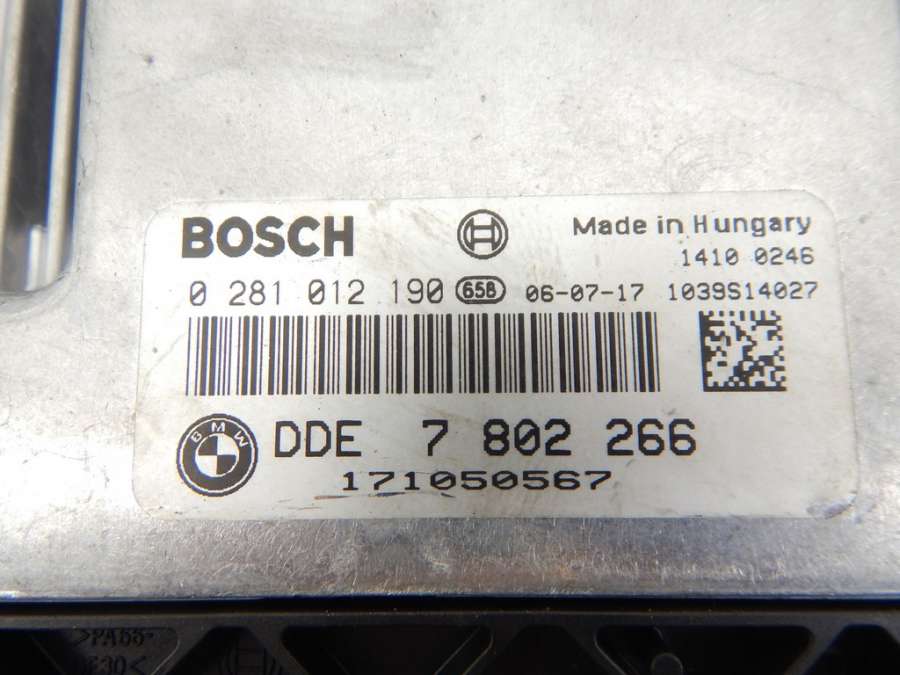 BOSCH
Made in Hungary
1410 0246
0 281 012 190 658 06-07-17 1039S14027
BMW
DDE 7 802 266
171050567